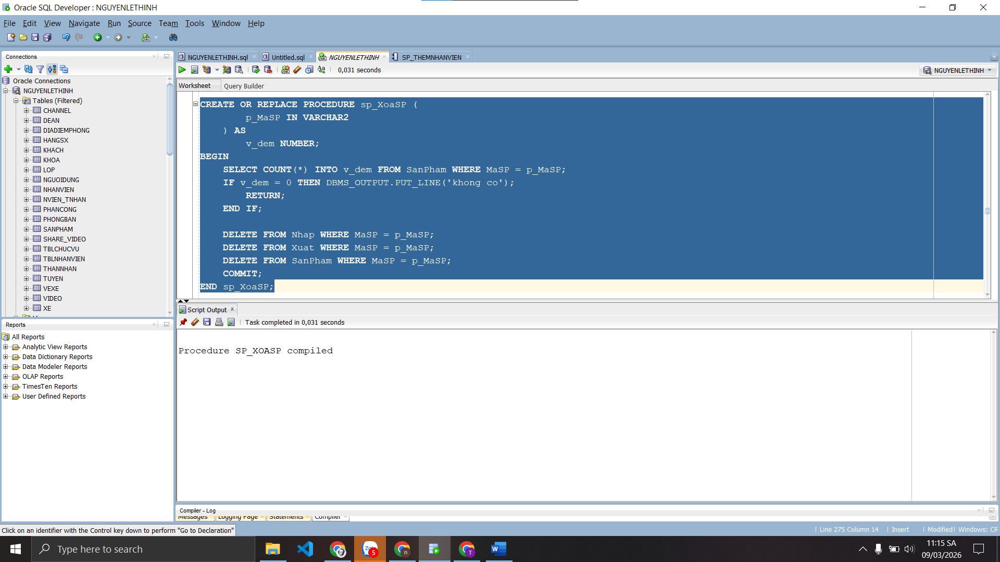 Oracle SQL Developer : NGUYENLETHINH
File Edit View Navigate Run Source Team Tools Window Help
Connections
Oracle Connections
NGUYENLETHINH
Tables (Filtered)
CHANNEL
DEAN
DIADIEMPHONG
HANGSX
KHACH
KHOA
LOP
NGUOIDUNG
NHANVIEN
NVIEN_TNHAN
PHANCONG
PHONGBAN
SANPHAM
SHARE_VIDEO
TBLCHUCVU
TBLNHANVIEN
THANNHAN
TUYEN
VEXE
VIDEO
XE
Reports
All Reports
Analytic View Reports
Data Dictionary Reports
Data Modeler Reports
OLAP Reports
TimesTen Reports
User Defined Reports
NGUYENLETHINH.sql Untitled.sql NGUYENLETHINH SP_THEMNHANVIEN
0,031 seconds
NGUYENLETHINH
Worksheet Query Builder
CREATE OR REPLACE PROCEDURE sp_XoaSP (
p_MaSP IN VARCHAR2
) AS
v_dem NUMBER;
BEGIN
SELECT COUNT(*) INTO v_dem FROM SanPham WHERE MaSP = p_MaSP;
IF v_dem = 0 THEN DBMS_OUTPUT.PUT_LINE('khong co');
RETURN;
END IF;
DELETE FROM Nhap WHERE MaSP = p_MaSP;
DELETE FROM Xuat WHERE MaSP = p_MaSP;
DELETE FROM SanPham WHERE MaSP = p_MaSP;
COMMIT;
END sp_XoaSP;
Script Output
Task completed in 0,031 seconds
Procedure SP_XOASP compiled
Compiler - Log
Messages Logging Page Statements Compiler
Click on an identifier with the Control key down to perform "Go to Declaration"
Line 275 Column 14 Insert Modified Windows: CR
Type here to search
5
11:15 SA
09/03/2026